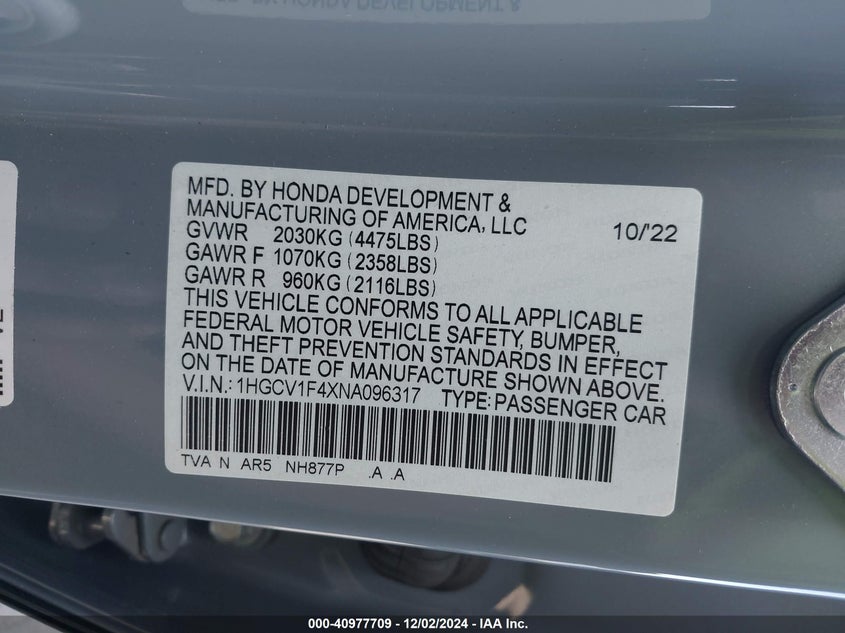 MFD. BY HONDA DEVELOPMENT &
MANUFACTURING OF AMERICA, LLC 10/'22
GVWR 2030KG (4475LBS)
GAWR F 1070KG (2358LBS)
GAWR R 960KG (2116LBS)
THIS VEHICLE CONFORMS TO ALL APPLICABLE
FEDERAL MOTOR VEHICLE SAFETY, BUMPER,
AND THEFT PREVENTION STANDARDS IN EFFECT
ON THE DATE OF MANUFACTURE SHOWN ABOVE.
V.I.N.: 1HGCV1F4XNA096317 TYPE: PASSENGER CAR
TVA N AR5 NH877P .A .A
000-40977709 - 12/02/2024 - IAA Inc.